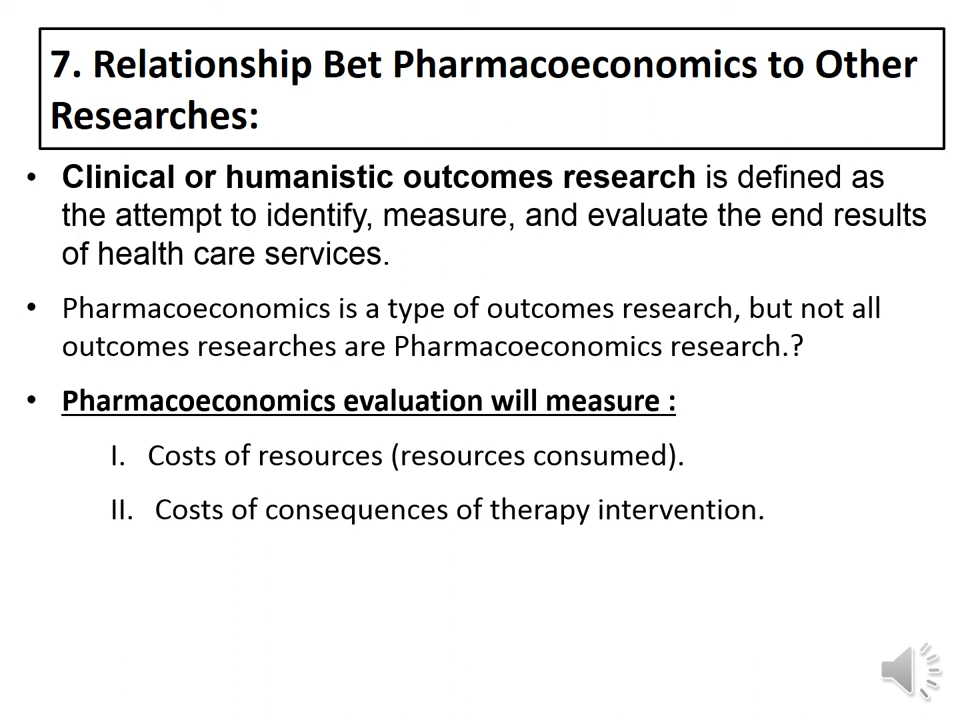 7. Relationship Bet Pharmacoeconomics to Other
Researches:
• Clinical or humanistic outcomes research is defined as
the attempt to identify, measure, and evaluate the end results
of health care services.
• Pharmacoeconomics is a type of outcomes research, but not all
outcomes researches are Pharmacoeconomics research.?
• Pharmacoeconomics evaluation will measure :
I. Costs of resources (resources consumed).
II. Costs of consequences of therapy intervention.